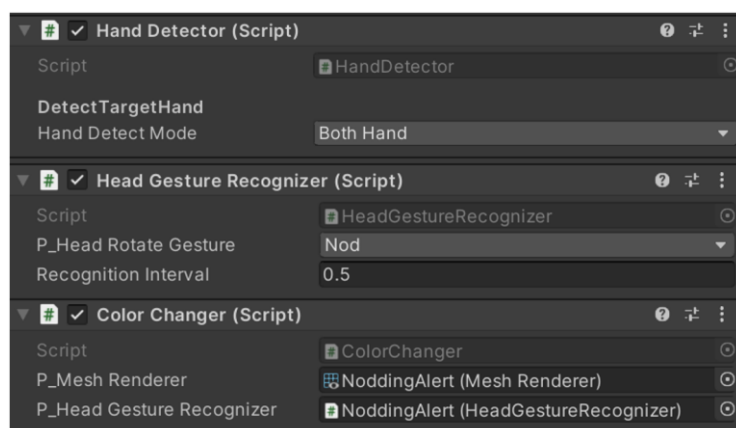 Hand Detector (Script)
Script HandDetector
DetectTargetHand
Hand Detect Mode Both Hand
Head Gesture Recognizer (Script)
Script HeadGestureRecognizer
P_Head Rotate Gesture Nod
Recognition Interval 0.5
Color Changer (Script)
Script ColorChanger
P_Mesh Renderer NoddingAlert (Mesh Renderer)
P_Head Gesture Recognizer NoddingAlert (HeadGestureRecognizer)